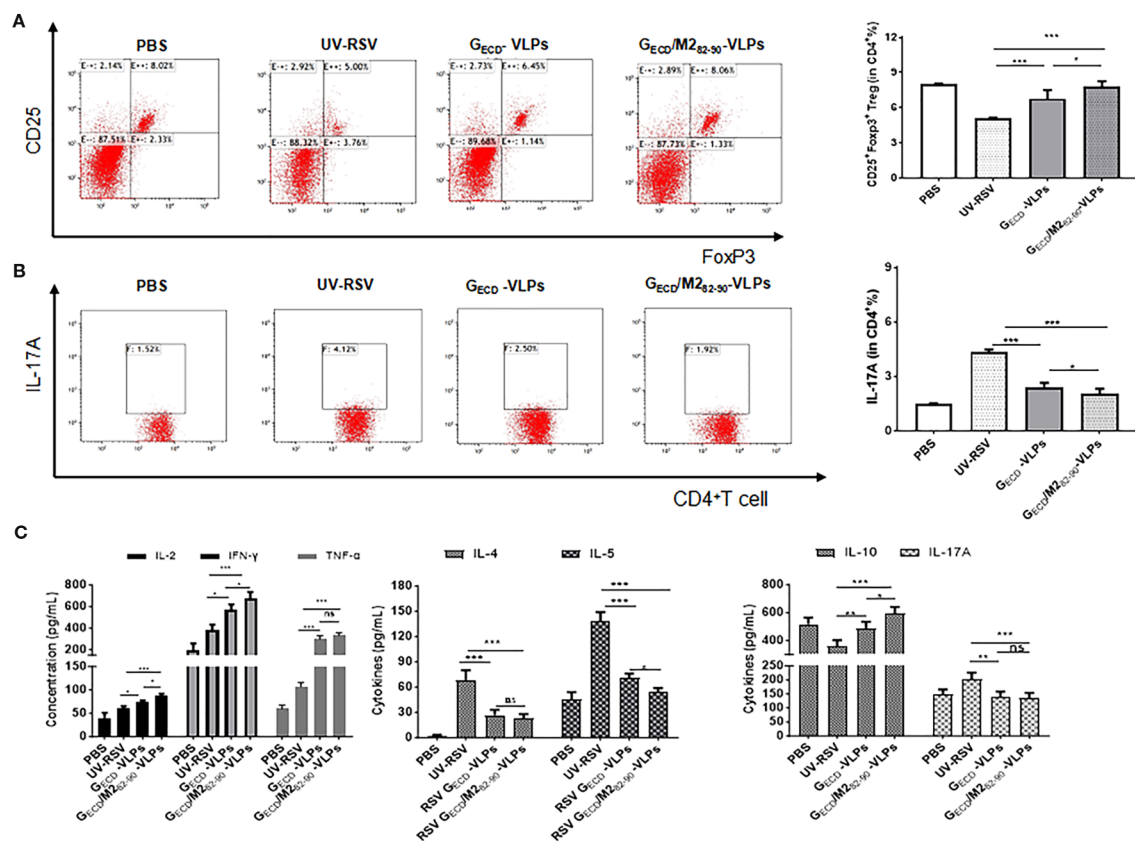 A
PBS
UV-RSV
GECD- VLPs
GECD/M282-90-VLPs
CD25
E-+: 2.14%
E++: 8.02%
E--: 87.51%
E+-: 2.33%
E-+: 2.92%
E++: 5.00%
E--: 88.32%
E+-: 3.76%
E-+: 2.73%
E++: 6.45%
E--: 89.68%
E+-: 1.14%
E-+: 2.89%
E++: 8.06%
E--: 87.73%
E+-: 1.33%
FoxP3
CD25+Foxp3+ Treg (in CD4+%)
12
9
6
3
0
***
***
*
PBS
UV-RSV
GECD -VLPs
GECD/M282-90-VLPs
B
PBS
UV-RSV
GECD -VLPs
GECD/M282-90-VLPs
IL-17A
F: 1.52%
F: 4.12%
F: 2.50%
F: 1.92%
CD4+T cell
IL-17A (in CD4+%)
9
6
3
0
***
***
*
PBS
UV-RSV
GECD -VLPs
GECD/M282-90-VLPs
C
IL-2
IFN-γ
TNF-α
Concentration (pg/mL)
800
600
400
200
100
50
0
***
*
*
***
*
*
***
***
ns
PBS
UV-RSV
GECD -VLPs
GECD/M282-90 -VLPs
PBS
UV-RSV
GECD -VLPs
GECD/M282-90 -VLPs
PBS
UV-RSV
GECD -VLPs
GECD/M282-90 -VLPs
IL-4
IL-5
Cytokines (pg/mL)
180
150
120
90
60
30
0
***
***
ns
***
***
*
PBS
UV-RSV
RSV GECD -VLPs
RSV GECD/M282-90 -VLPs
PBS
UV-RSV
RSV GECD -VLPs
RSV GECD/M282-90 -VLPs
IL-10
IL-17A
Cytokines (pg/mL)
800
600
400
200
150
100
50
0
***
**
*
***
**
ns
PBS
UV-RSV
GECD -VLPs
GECD/M282-90 -VLPs
PBS
UV-RSV
GECD -VLPs
GECD/M282-90 -VLPs